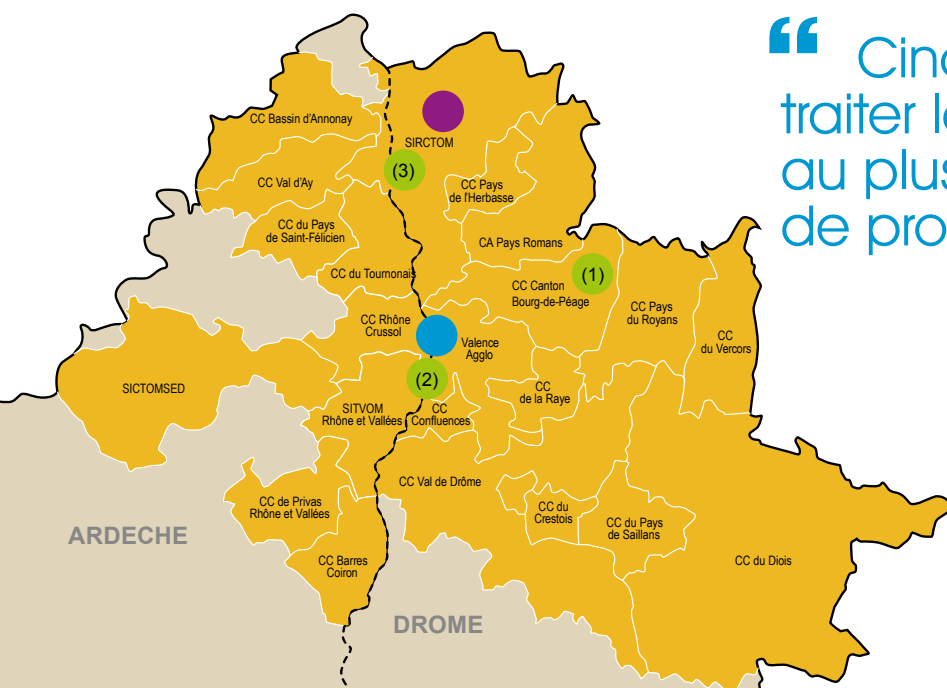 “ Cinq
traiter le
au plus
de pro
CC Bassin d'Annonay
SIRCTOM
(3)
CC Val d'Ay
CC Pays
de l'Herbasse
CC du Pays
de Saint-Félicien
CA Pays Romans
CC du Tournonais
(1)
CC Canton
Bourg-de-Péage
CC Pays
du Royans
CC Rhône
Crussol
CC
du Vercors
Valence
Agglo
(2)
SICTOMSED
CC
de la Raye
SITVOM
Rhône et Vallées
CC
Confluences
CC Val de Drôme
CC de Privas
Rhône et Vallées
CC du
Crestois
CC du Pays
de Saillans
ARDECHE
CC Barres
Coiron
CC du Diois
DROME